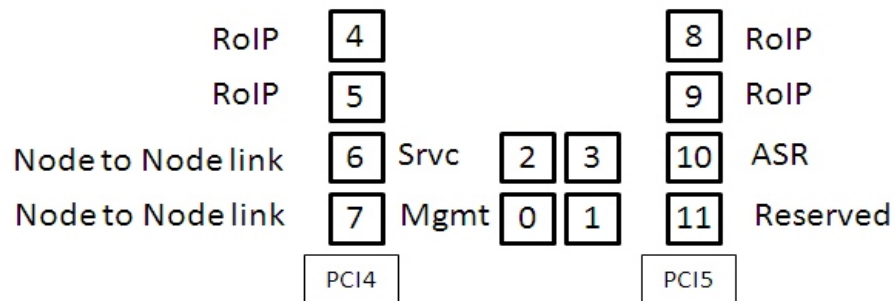 RoIP 4 8 RoIP
RoIP 5 9 RoIP
Node to Node link 6 Srvc 2 3 10 ASR
Node to Node link 7 Mgmt 0 1 11 Reserved
PCI4 PCI5